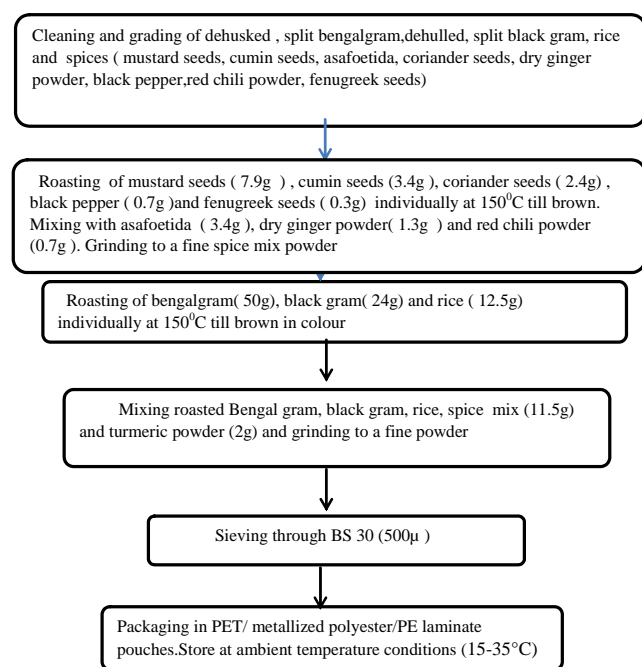 Cleaning and grading of dehusked , split bengalgram,dehulled, split black gram, rice
and spices ( mustard seeds, cumin seeds, asafoetida, coriander seeds, dry ginger
powder, black pepper,red chili powder, fenugreek seeds)
Roasting of mustard seeds ( 7.9g ) , cumin seeds (3.4g ), coriander seeds ( 2.4g) ,
black pepper ( 0.7g )and fenugreek seeds ( 0.3g) individually at 150⁰C till brown.
Mixing with asafoetida ( 3.4g ), dry ginger powder( 1.3g ) and red chili powder
(0.7g ). Grinding to a fine spice mix powder
Roasting of bengalgram( 50g), black gram( 24g) and rice ( 12.5g)
individually at 150⁰C till brown in colour
Mixing roasted Bengal gram, black gram, rice, spice mix (11.5g)
and turmeric powder (2g) and grinding to a fine powder
Sieving through BS 30 (500µ )
Packaging in PET/ metallized polyester/PE laminate
pouches.Store at ambient temperature conditions (15-35°C)